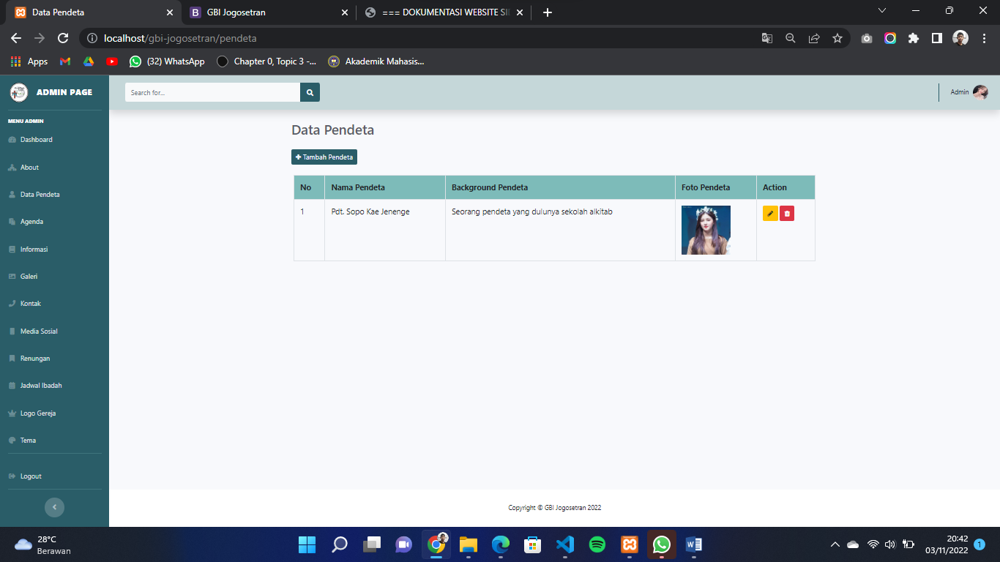 Data Pendeta
GBI Jogosetran
=== DOKUMENTASI WEBSITE SI
localhost/gbi-jogosetran/pendeta
Apps
(32) WhatsApp
Chapter 0, Topic 3 -...
Akademik Mahasis...
ADMIN PAGE
Search for...
Admin
MENU ADMIN
Dashboard
About
Data Pendeta
Agenda
Informasi
Galeri
Kontak
Media Sosial
Renungan
Jadwal Ibadah
Logo Gereja
Tema
Logout
Data Pendeta
Tambah Pendeta
No Nama Pendeta Background Pendeta Foto Pendeta Action
1 Pdt. Sopo Kae Jenenge Seorang pendeta yang dulunya sekolah alkitab
Copyright © GBI Jogosetran 2022
28°C
Berawan
20:42
03/11/2022
1